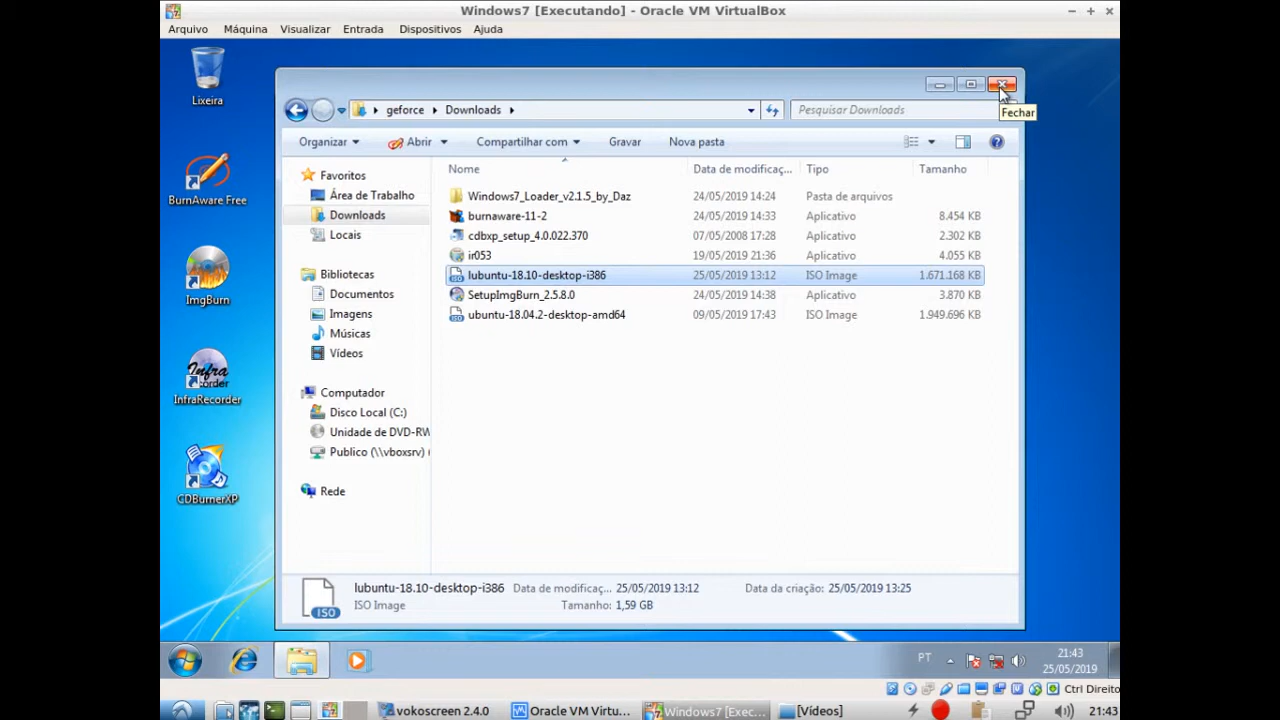 Windows7 [Executando] - Oracle VM VirtualBox
Arquivo Máquina Visualizar Entrada Dispositivos Ajuda
Lixeira
BurnAware Free
ImgBurn
Infra
Recorder
InfraRecorder
CDBurnerXP
geforce Downloads
Pesquisar Downloads
Fechar
Organizar Abrir Compartilhar com Gravar Nova pasta
Favoritos
Área de Trabalho
Downloads
Locais
Bibliotecas
Documentos
Imagens
Músicas
Vídeos
Computador
Disco Local (C:)
Unidade de DVD-RW
Publico (\\vboxsrv)
Rede
Nome Data de modificaç... Tipo Tamanho
Windows7_Loader_v2.1.5_by_Daz 24/05/2019 14:24 Pasta de arquivos
burnaware-11-2 24/05/2019 14:33 Aplicativo 8.454 KB
cdbxp_setup_4.0.022.370 07/05/2008 17:28 Aplicativo 2.302 KB
ir053 19/05/2019 21:36 Aplicativo 4.055 KB
lubuntu-18.10-desktop-i386 25/05/2019 13:12 ISO Image 1.671.168 KB
SetupImgBurn_2.5.8.0 24/05/2019 14:38 Aplicativo 3.870 KB
ubuntu-18.04.2-desktop-amd64 09/05/2019 17:43 ISO Image 1.949.696 KB
ISO
lubuntu-18.10-desktop-i386 Data de modificaç... 25/05/2019 13:12 Data da criação: 25/05/2019 13:25
ISO Image Tamanho: 1,59 GB
PT
21:43
25/05/2019
Ctrl Direito
vokoscreen 2.4.0 Oracle VM Virtu... Windows7 [Exec... [Vídeos] 21:43